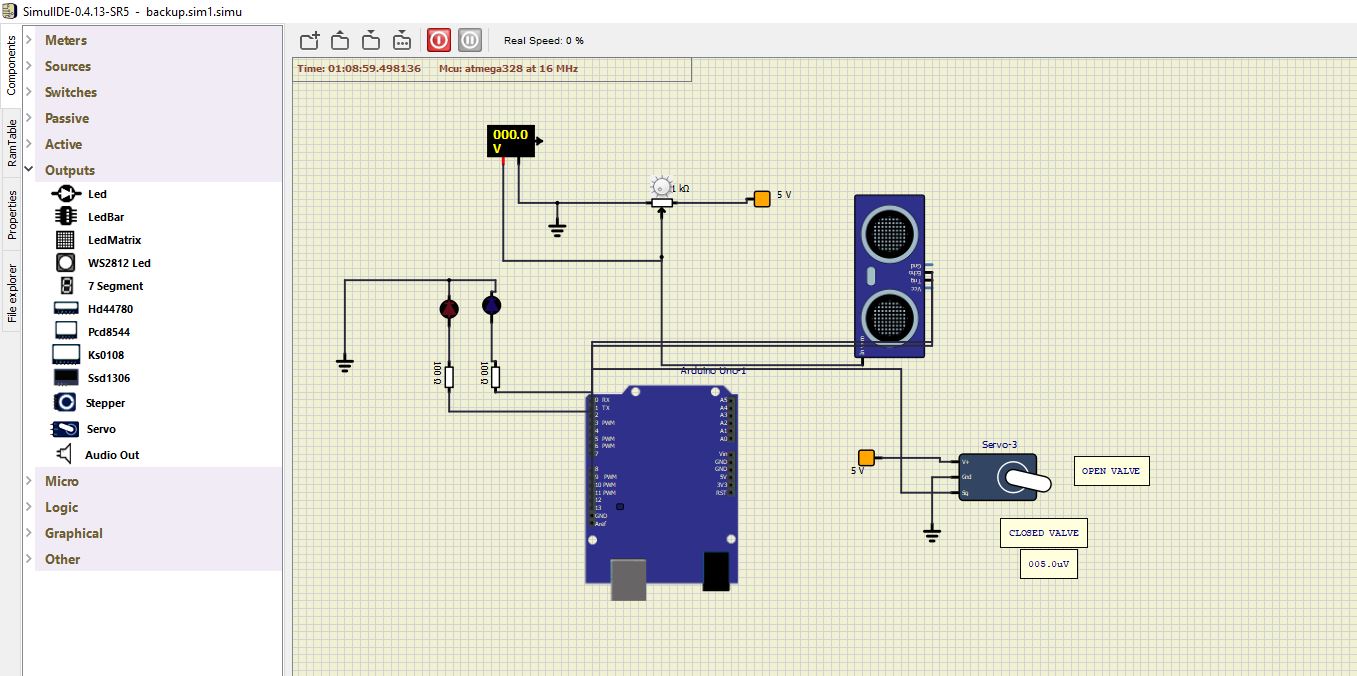 SimulIDE-0.4.13-SR5 - backup.sim1.simu
Components
RamTable
Properties
File explorer
Meters
Sources
Switches
Passive
Active
Outputs
Led
LedBar
LedMatrix
WS2812 Led
7 Segment
Hd44780
Pcd8544
Ks0108
Ssd1306
Stepper
Servo
Audio Out
Micro
Logic
Graphical
Other
Real Speed: 0 %
Time: 01:08:59.498136 Mcu: atmega328 at 16 MHz
000.0
V
1 kΩ
5 V
Gnd
Echo
Trig
Vcc
100 Ω
100 Ω
Arduino Uno-1
0 RX
1 TX
2
3 PWM
4
5 PWM
6 PWM
7
8
9 PWM
10 PWM
11 PWM
12
13
GND
Aref
A5
A4
A3
A2
A1
A0
Vin
GND
GND
5V
3V3
RST
5 V
Servo-3
V+
Gnd
Sig
OPEN VALVE
CLOSED VALVE
005.0uV